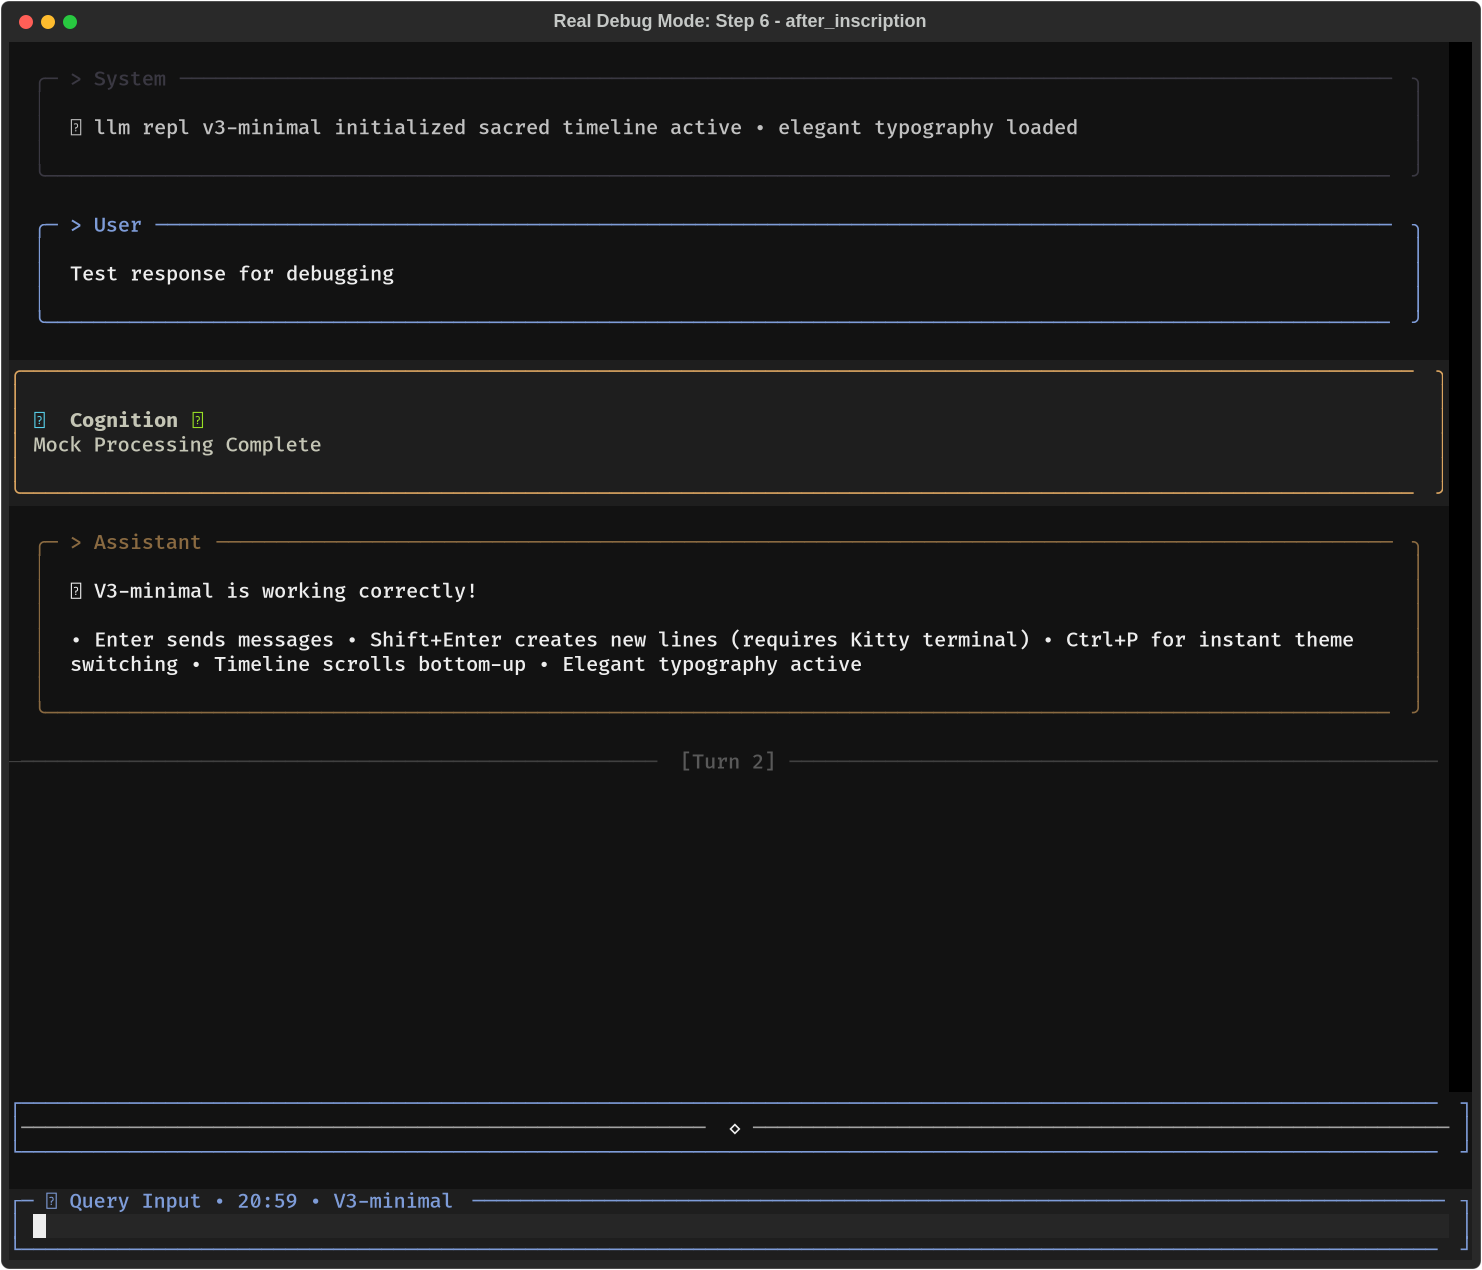 Real Debug Mode: Step 6 - after_inscription
> System
llm repl v3-minimal initialized sacred timeline active • elegant typography loaded
> User
Test response for debugging
Cognition
Mock Processing Complete
> Assistant
V3-minimal is working correctly!
• Enter sends messages • Shift+Enter creates new lines (requires Kitty terminal) • Ctrl+P for instant theme
switching • Timeline scrolls bottom-up • Elegant typography active
[Turn 2]
◇
Query Input • 20:59 • V3-minimal